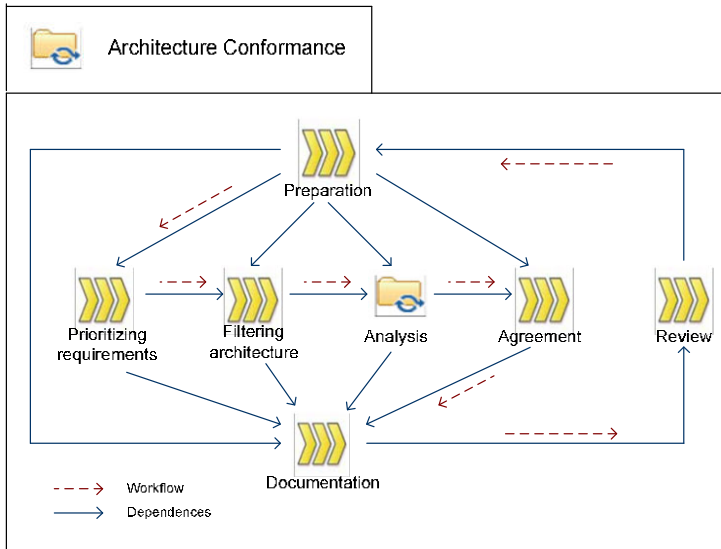 Architecture Conformance
Preparation
Prioritizing
requirements
Filtering
architecture
Analysis
Agreement
Review
Documentation
Workflow
Dependences